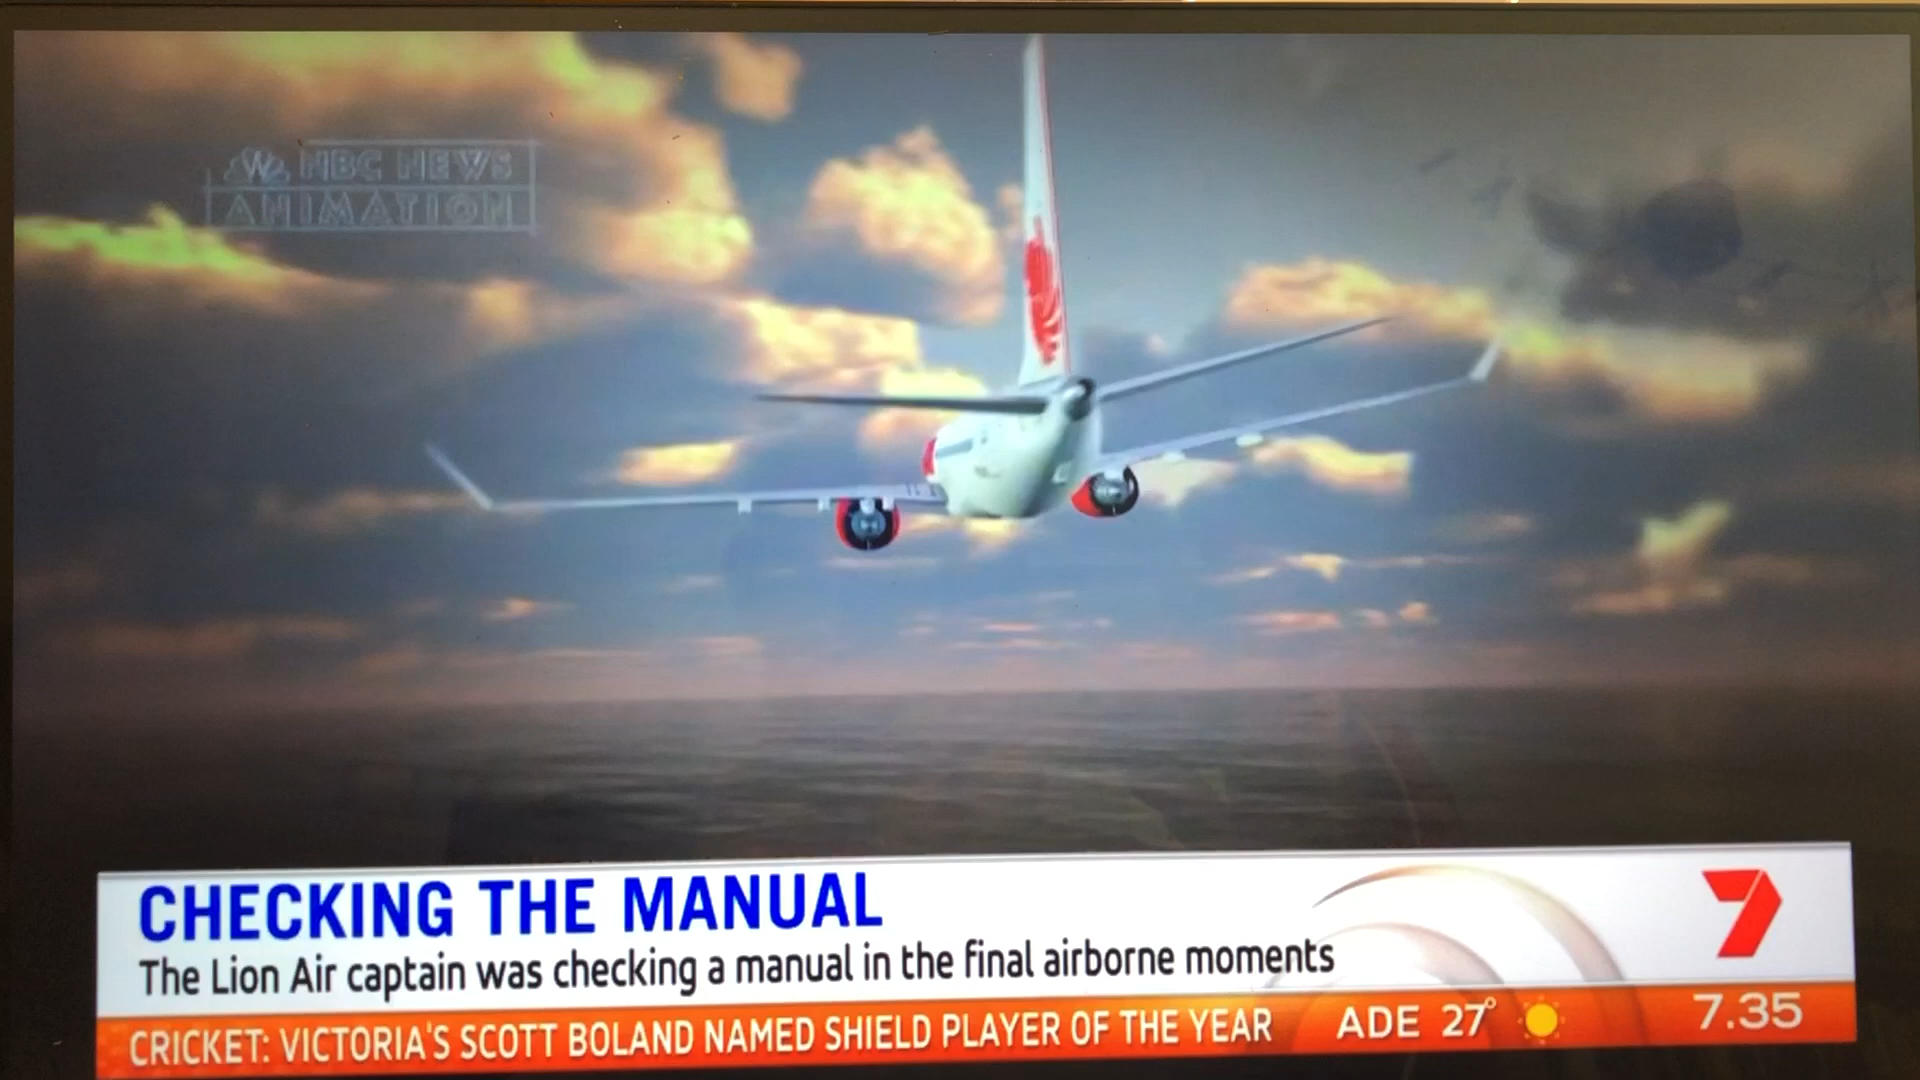 NBC NEWS
ANIMATION
CHECKING THE MANUAL
The Lion Air captain was checking a manual in the final airborne moments
7
CRICKET: VICTORIA'S SCOTT BOLAND NAMED SHIELD PLAYER OF THE YEAR ADE 27° 7.35